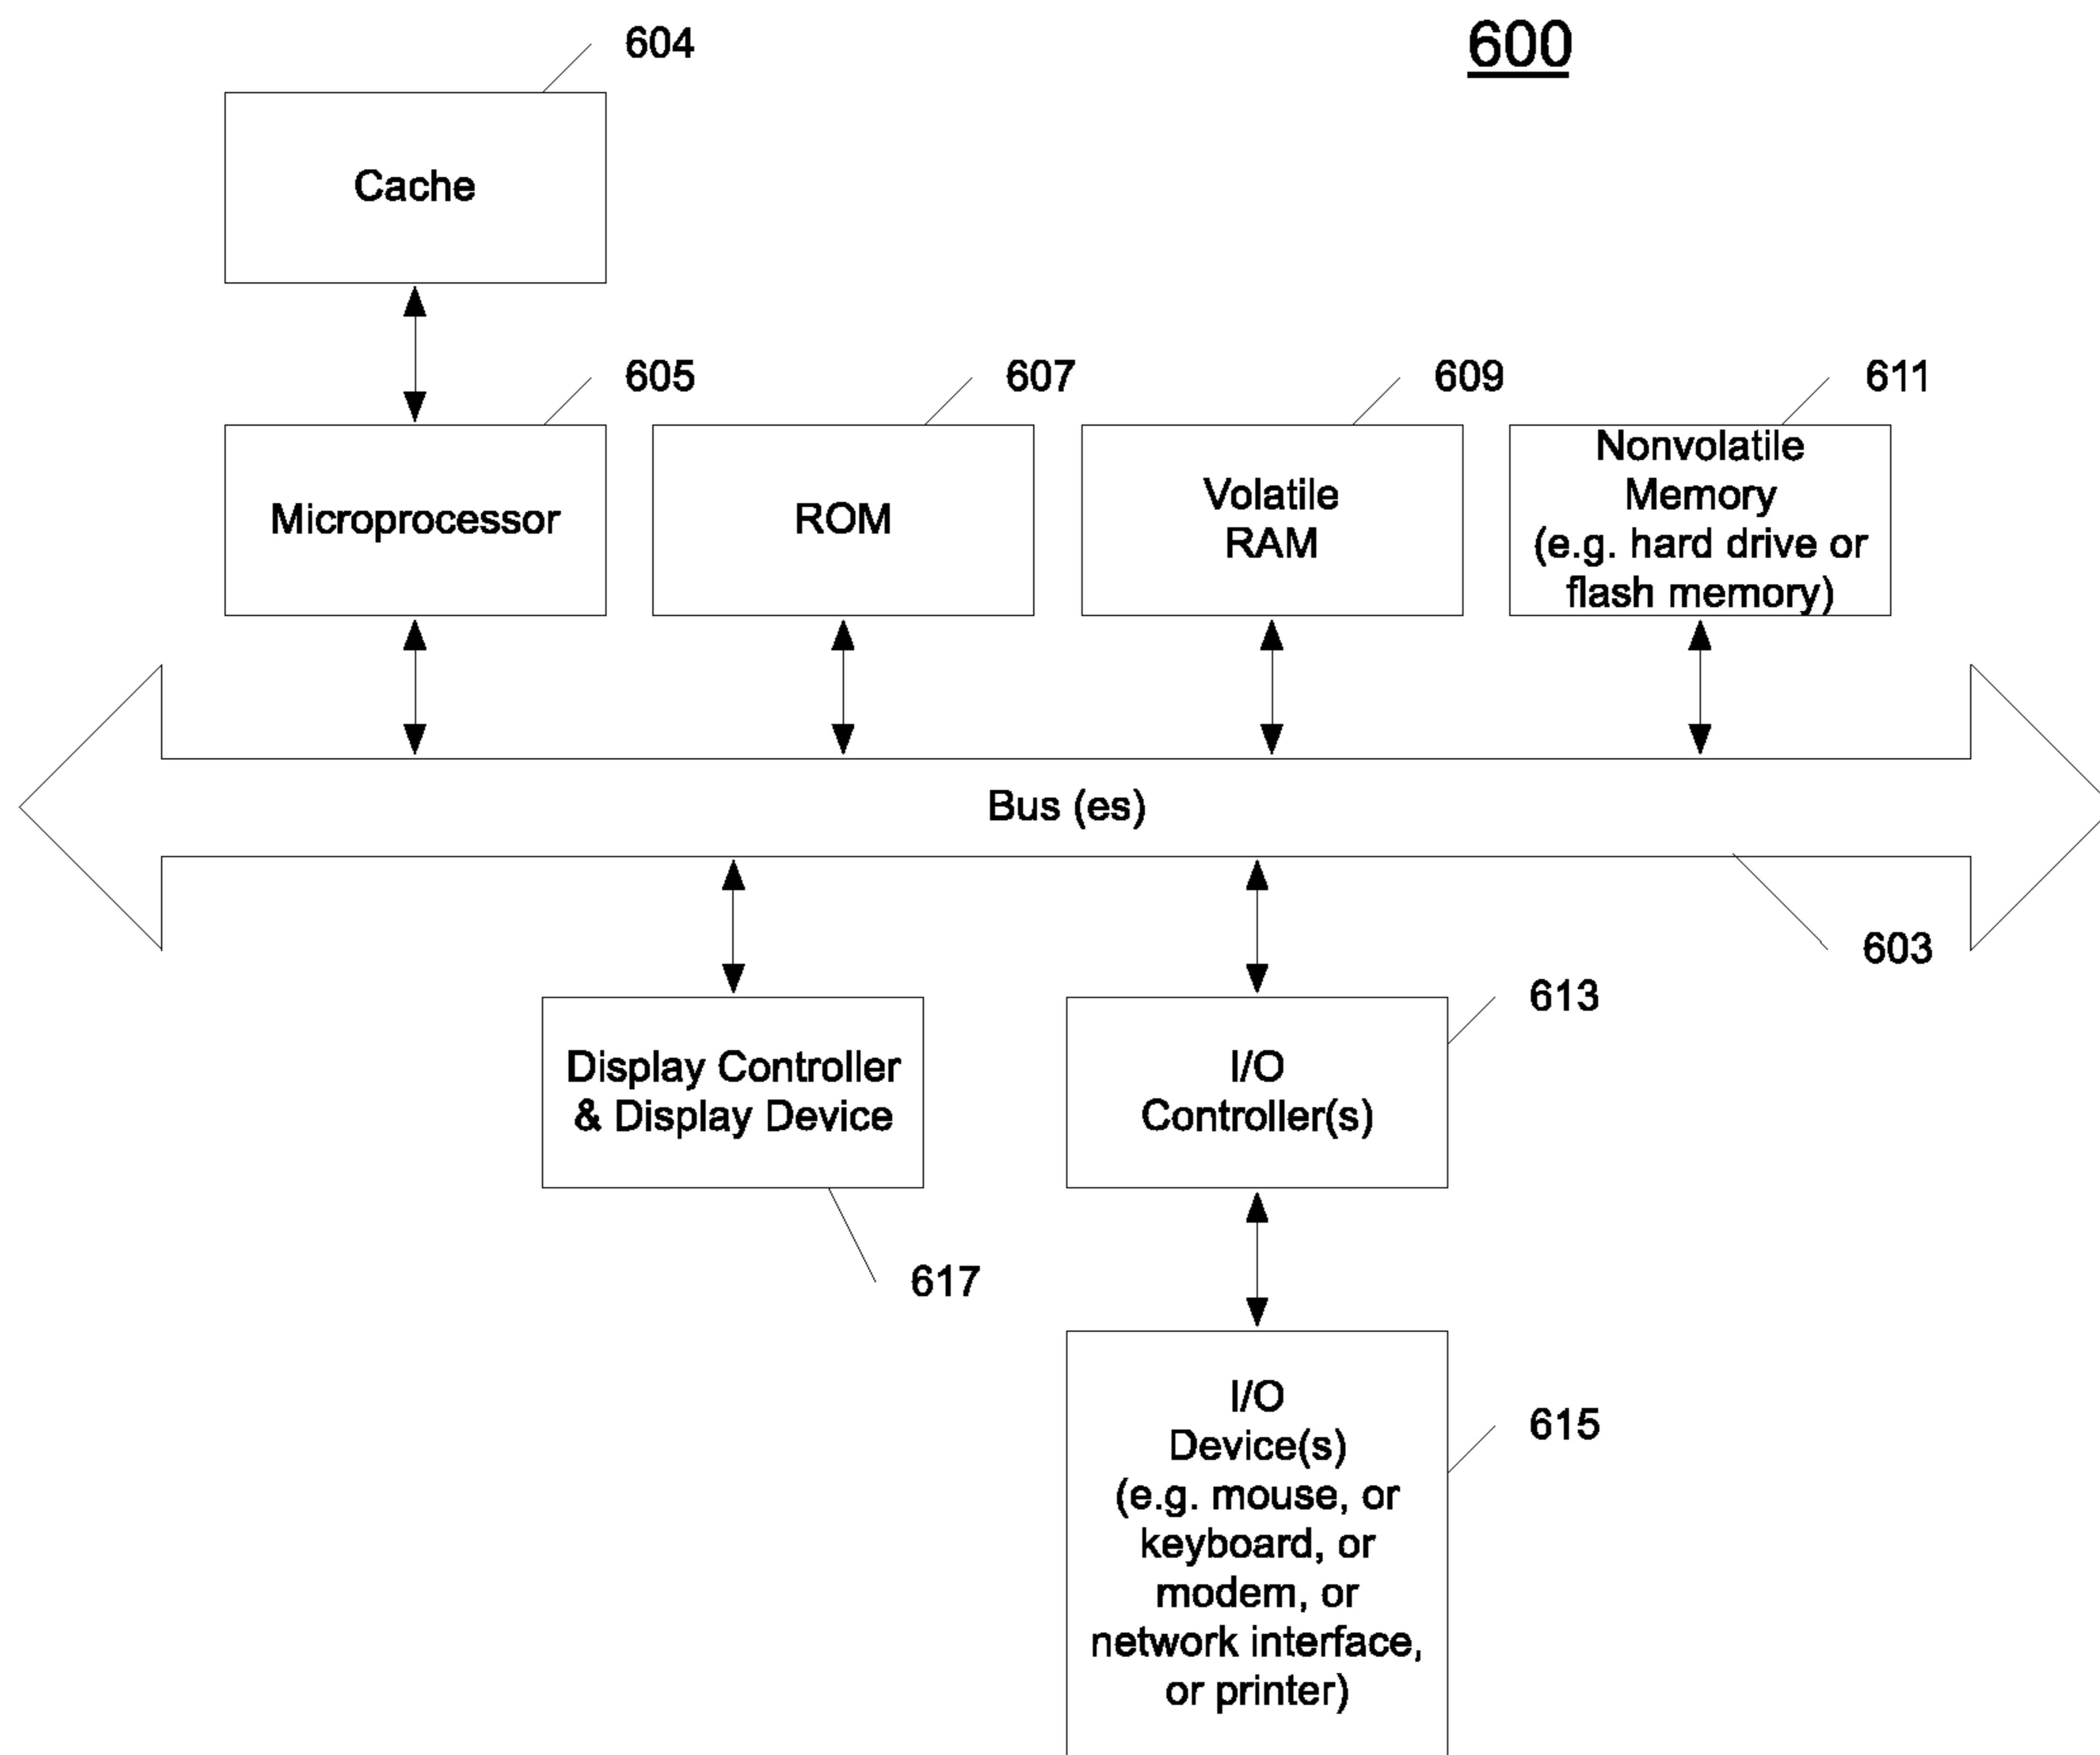 604
600
Cache
605
607
609
611
Microprocessor
ROM
Volatile
RAM
Nonvolatile
Memory
(e.g. hard drive or
flash memory)
Bus (es)
603
613
Display Controller
& Display Device
I/O
Controller(s)
617
I/O
Device(s)
(e.g. mouse, or
keyboard, or
modem, or
network interface,
or printer)
615